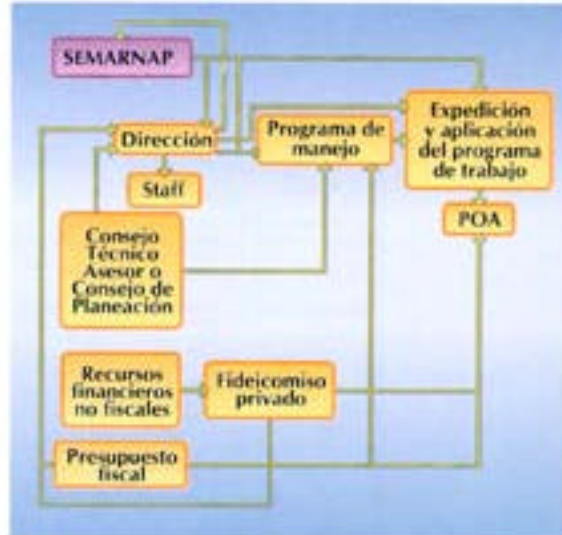 SEMARNAP
Expedición
y aplicación
del programa
de trabajo
Programa de
manejo
Dirección
Staff
POA
Consejo
Técnico
Asesor o
Consejo de
Planeación
Recursos
financieros
no fiscales
Fideicomiso
privado
Presupuesto
fiscal